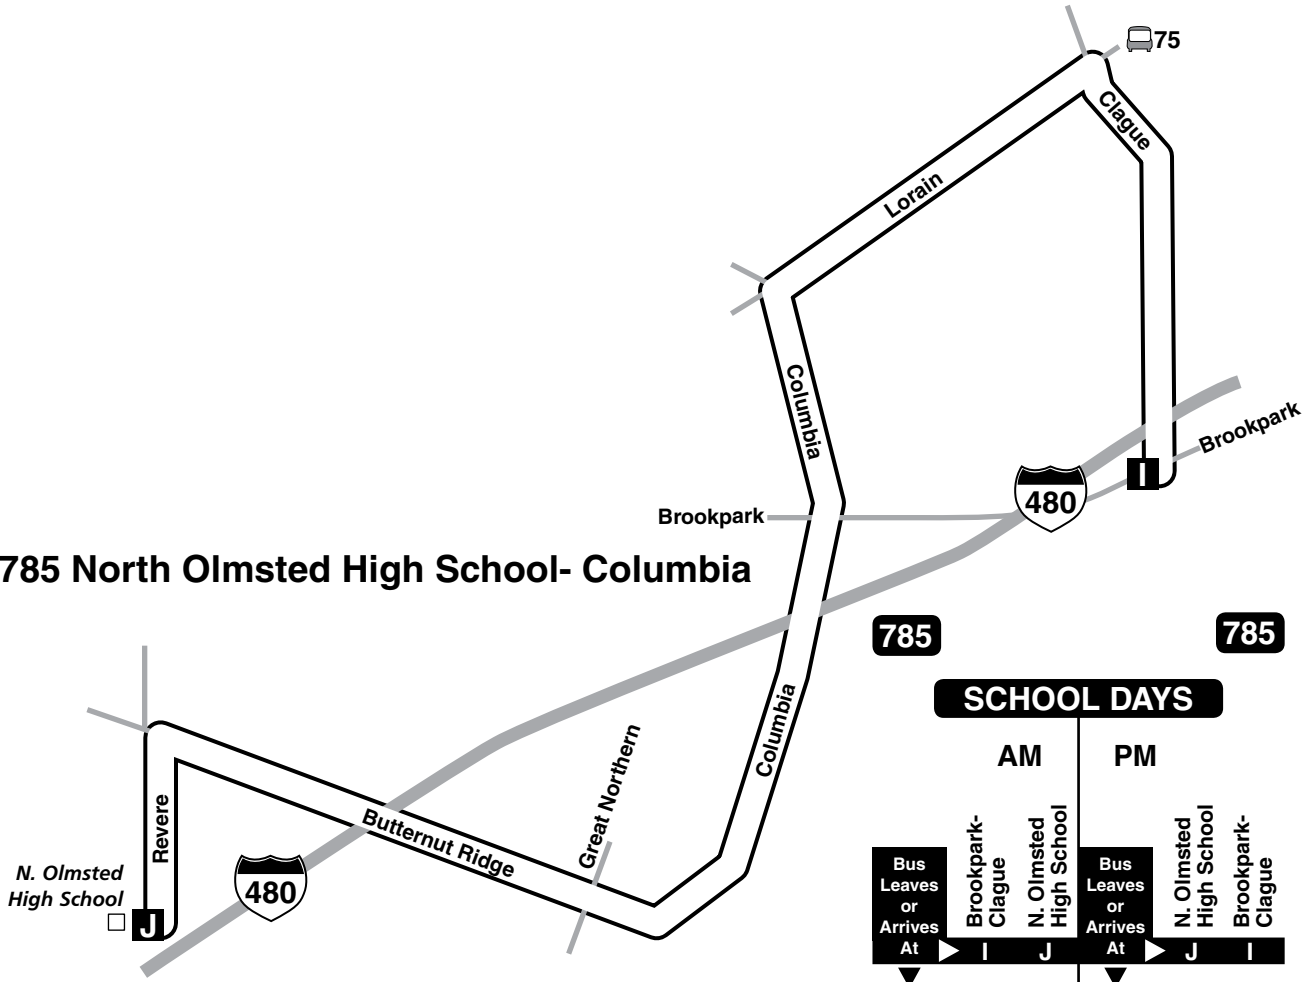 75
Clague
Lorain
Columbia
Brookpark
480
I
Brookpark
785 North Olmsted High School- Columbia
Columbia
Great Northern
Butternut Ridge
Revere
480
N. Olmsted
High School
J
785
785
SCHOOL DAYS
AM
PM
Bus
Leaves
or
Arrives
At
Brookpark-
Clague
N. Olmsted
High School
Bus
Leaves
or
Arrives
At
N. Olmsted
High School
Brookpark-
Clague
I
J
J
I